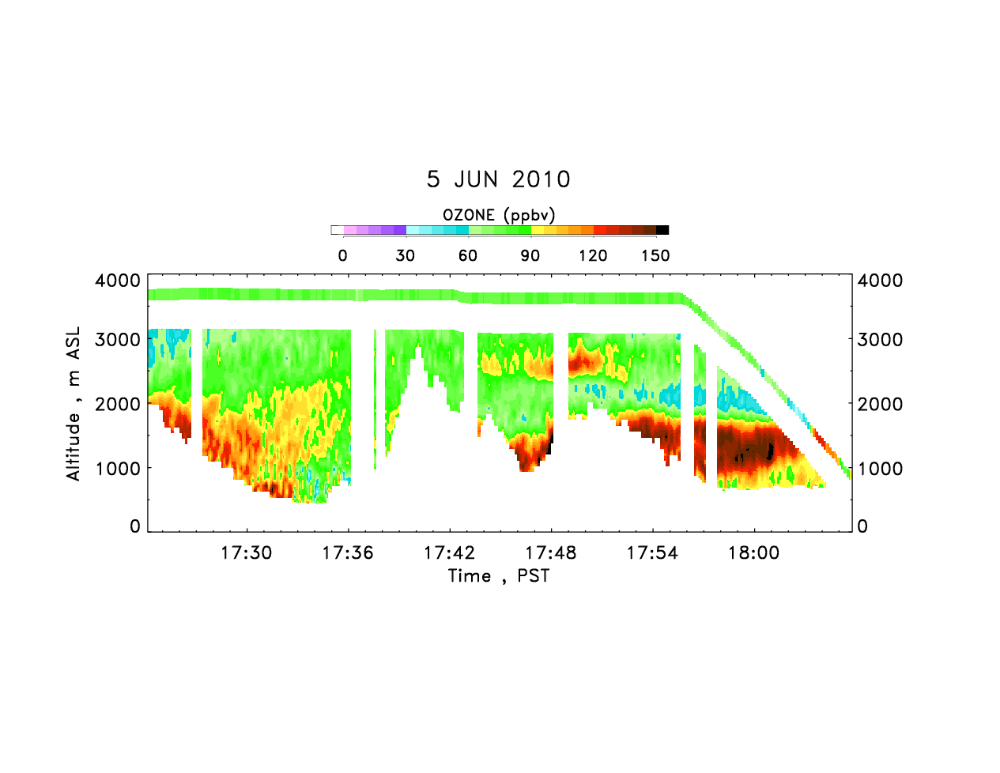 5 JUN 2010
OZONE (ppbv)
0 30 60 90 120 150
4000 4000
3000 3000
2000 2000
1000 1000
0 0
Altitude , m ASL
17:30 17:36 17:42 17:48 17:54 18:00
Time , PST